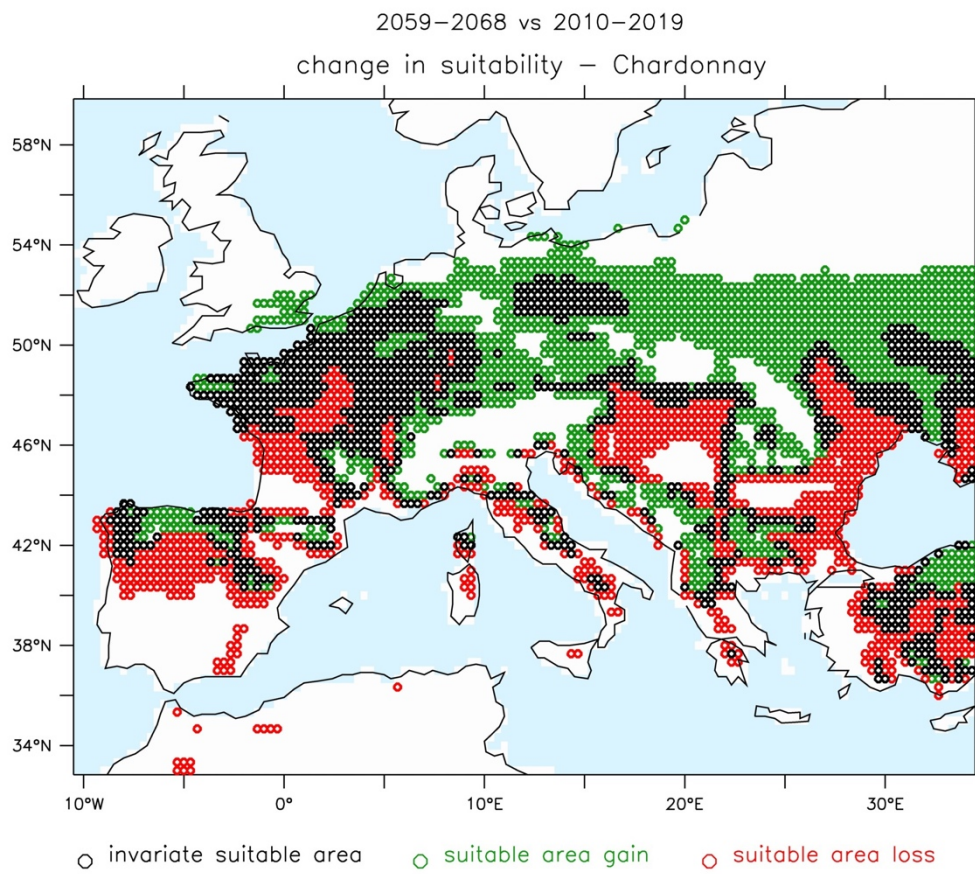 2059–2068 vs 2010–2019
change in suitability – Chardonnay
58°N
54°N
50°N
46°N
42°N
38°N
34°N
10°W 0° 10°E 20°E 30°E
invariate suitable area suitable area gain suitable area loss